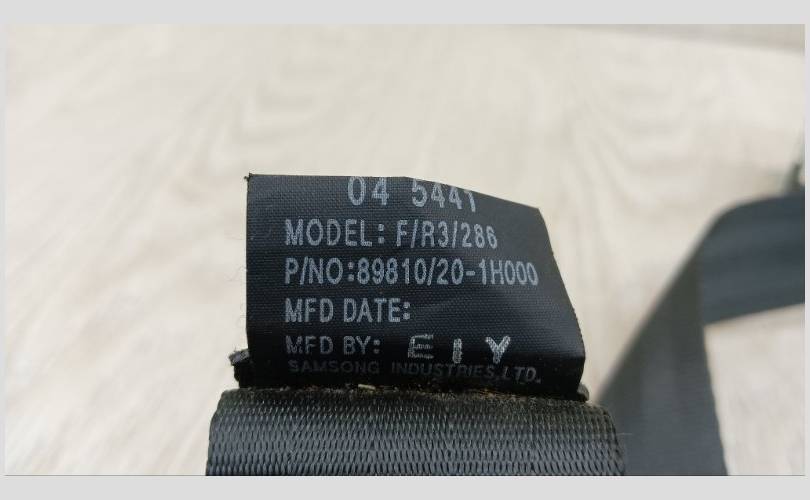 04 5441
MODEL: F/R3/286
P/NO:89810/20-1H000
MFD DATE:
MFD BY: EIY
SAMSONG INDUSTRIES,LTD.